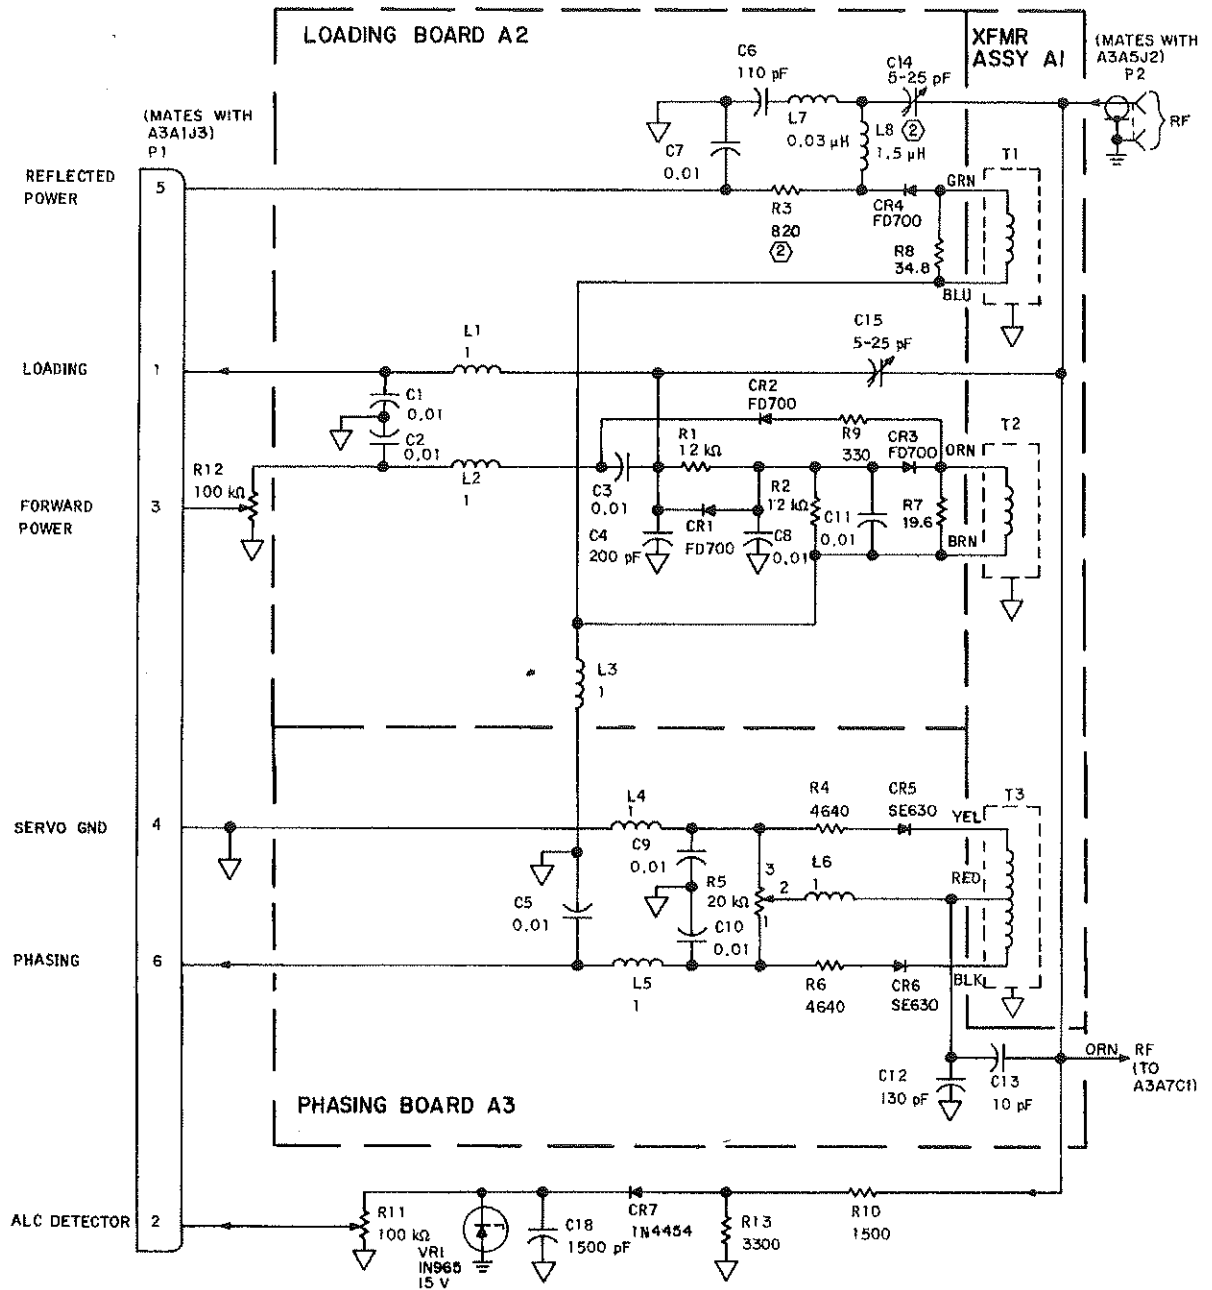 LOADING BOARD A2
XFMR
ASSY A1
(MATES WITH
A3A5J2)
P2
RF
C6
110 pF
C14
5-25 pF
L7
0.03 µH
L8
2
1.5 µH
C7
0.01
(MATES WITH
A3A1J3)
P1
REFLECTED
POWER
5
R3
820
2
CR4
FD700
GRN
T1
R8
34.8
BLU
L1
1
C15
5-25 pF
LOADING
1
C1
0.01
C2
0.01
CR2
FD700
R9
330
CR3
FD700
ORN
T2
R12
100 kΩ
FORWARD
POWER
3
L2
1
C3
0.01
R1
12 kΩ
R2
12 kΩ
C11
0.01
R7
19.6
BRN
C4
200 pF
CR1
FD700
C8
0.01
L3
1
SERVO GND
4
L4
1
C9
0.01
R4
4640
CR5
SE630
YEL
T3
3
2
1
R5
20 kΩ
L6
1
RED
C5
0.01
C10
0.01
PHASING
6
L5
1
R6
4640
CR6
SE630
BLK
ORN
RF
(TO
A3A7C1)
C12
130 pF
C13
10 pF
PHASING BOARD A3
ALC DETECTOR
2
R11
100 kΩ
VR1
IN965
15 V
C18
1500 pF
CR7
1N4454
R13
3300
R10
1500